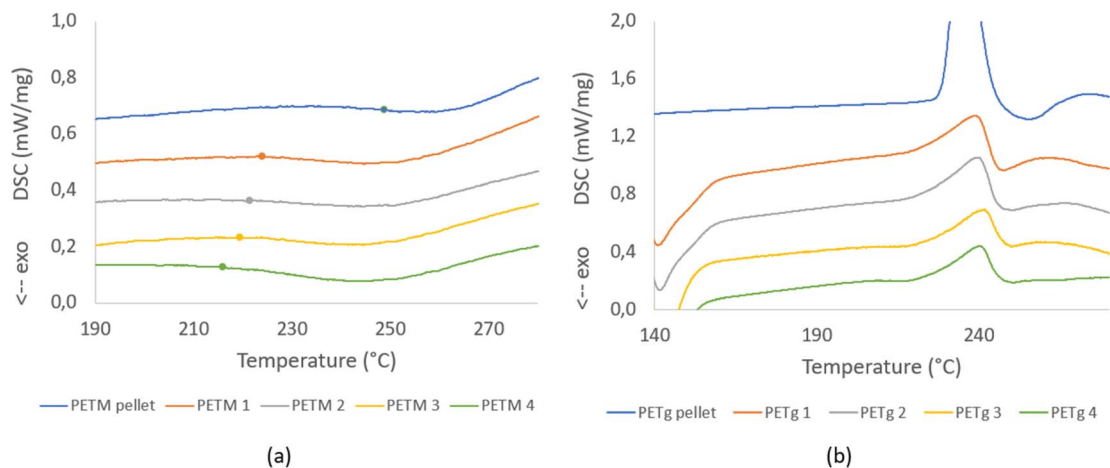 1,0
0,8
0,6
0,4
0,2
0,0
DSC (mW/mg)
<-- exo
190
210
230
250
270
Temperature (°C)
PETM pellet
PETM 1
PETM 2
PETM 3
PETM 4
(a)
2,0
1,6
1,2
0,8
0,4
0,0
DSC (mW/mg)
<-- exo
140
190
240
Temperature (°C)
PETg pellet
PETg 1
PETg 2
PETg 3
PETg 4
(b)